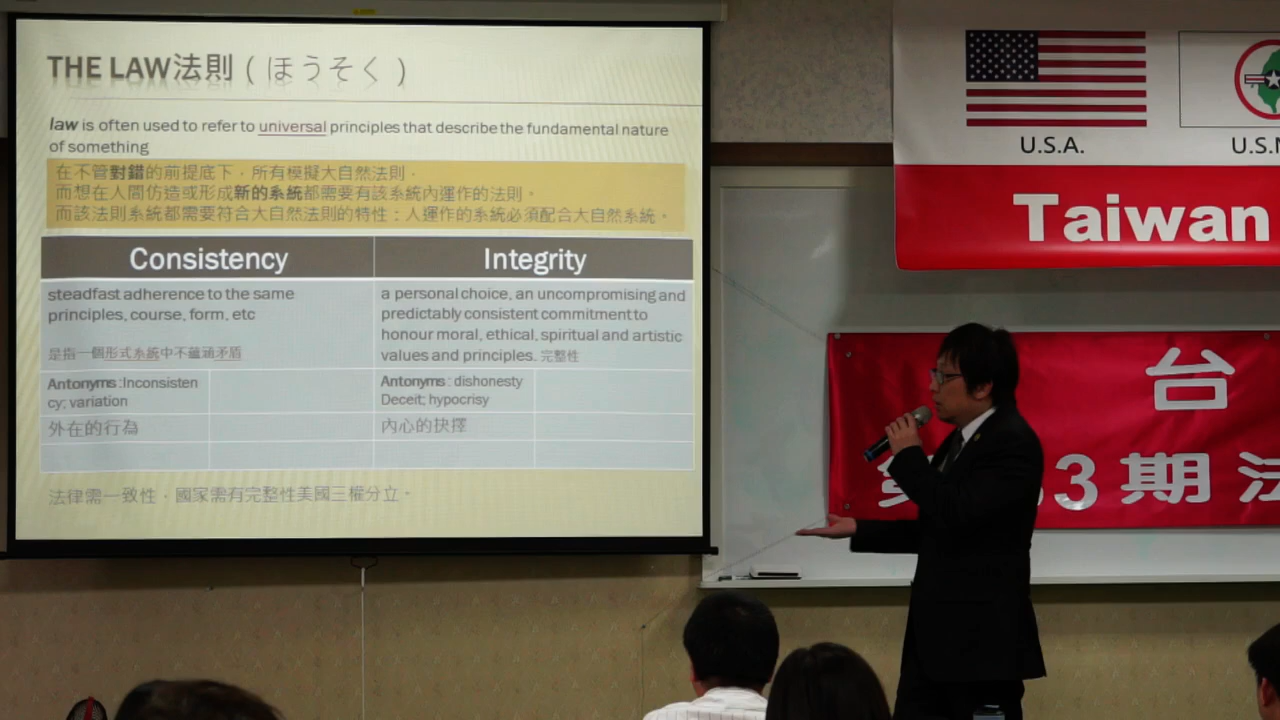 THE LAW法則（ほうそく）
law is often used to refer to universal principles that describe the fundamental nature
of something
在不管對錯的前提底下，所有模擬大自然法則，
而想在人間仿造或形成新的系統都需要有該系統內運作的法則。
而該法則系統都需要符合大自然法則的特性：人運作的系統必須配合大自然系統。
Consistency
Integrity
steadfast adherence to the same
principles, course, form, etc
是指一個形式系統中不蘊涵矛盾
a personal choice, an uncompromising and
predictably consistent commitment to
honour moral, ethical, spiritual and artistic
values and principles. 完整性
Antonyms :Inconsisten
cy; variation
Antonyms : dishonesty
Deceit; hypocrisy
外在的行為
內心的抉擇
法律需一致性，國家需有完整性美國三權分立。
U.S.A.
U.S.
Taiwan
台
3期法